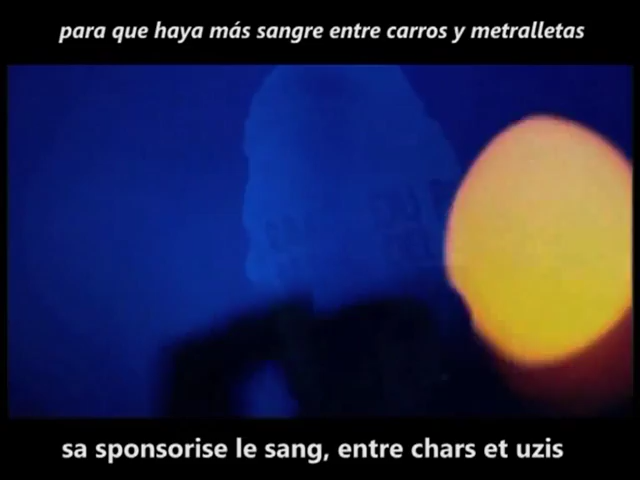 para que haya más sangre entre carros y metralletas
sa sponsorise le sang, entre chars et uzis